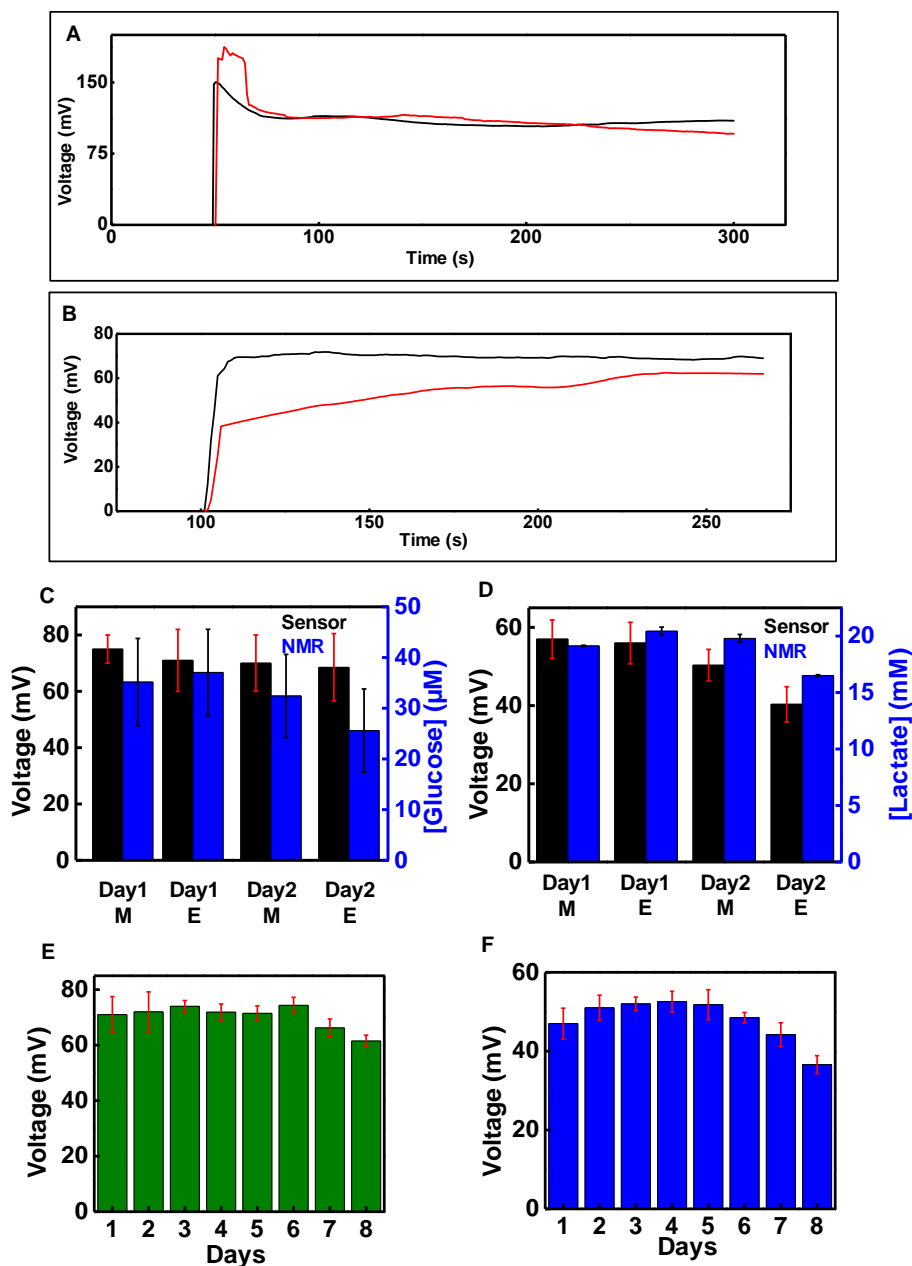 A
Voltage (mV)
150
75
0
0 100 200 300
Time (s)
B
Voltage (mV)
80
60
40
20
0
100 150 200 250
Time (s)
C
Sensor
NMR
Voltage (mV)
80
60
40
20
0
[Glucose] (µM)
50
40
30
20
10
0
Day1 Day1 Day2 Day2
M E M E
D
Sensor
NMR
Voltage (mV)
60
40
20
0
[Lactate] (mM)
20
15
10
5
0
Day1 Day1 Day2 Day2
M E M E
E
Voltage (mV)
80
60
40
20
0
1 2 3 4 5 6 7 8
Days
F
Voltage (mV)
60
40
20
0
1 2 3 4 5 6 7 8
Days